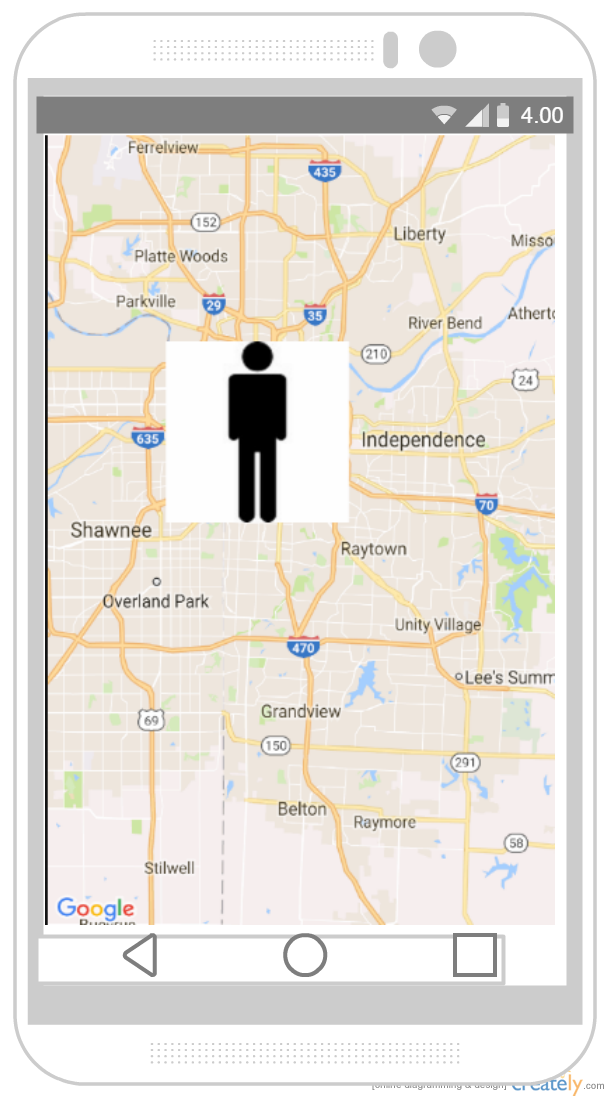 4.00
Ferrelview
435
152
Liberty
Platte Woods
Misso
Parkville
29
35
Atherto
River Bend
210
24
635
Independence
70
Shawnee
Raytown
Overland Park
Unity Village
470
Lee's Summ
Grandview
69
150
291
Belton
Raymore
58
Stilwell
Google
[online diagramming & design] creately.com